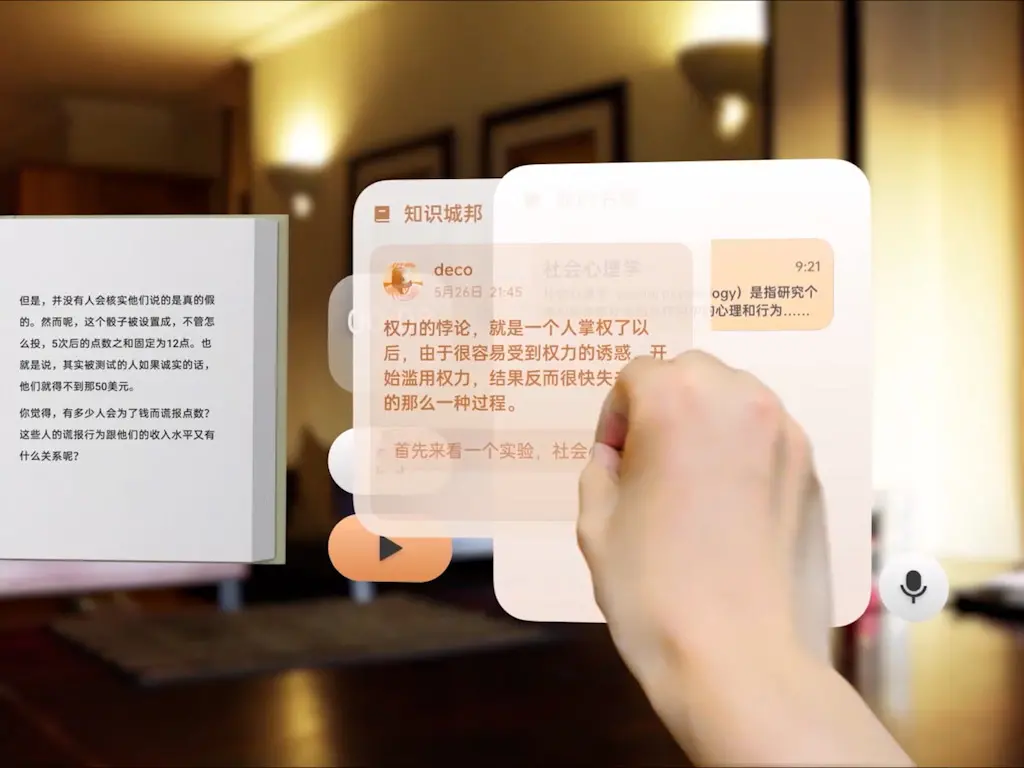 但是，并没有人会核实他们说的是真的假
的。然而呢，这个骰子被设置成，不管怎
么投，5次后的点数之和固定为12点。也
就是说，其实被测试的人如果诚实的话，
他们就得不到那50美元。
你觉得，有多少人会为了钱而谎报点数？
这些人的谎报行为跟他们的收入水平又有
什么关系呢？
知识城邦
deco
5月26日 21:45
权力的悖论，就是一个人掌权了以
后，由于很容易受到权力的诱惑，开
始滥用权力，结果反而很快失
的那么一种过程。
首先来看一个实验，社会
社会心理学
9:21
ogy）是指研究个
心理和行为……